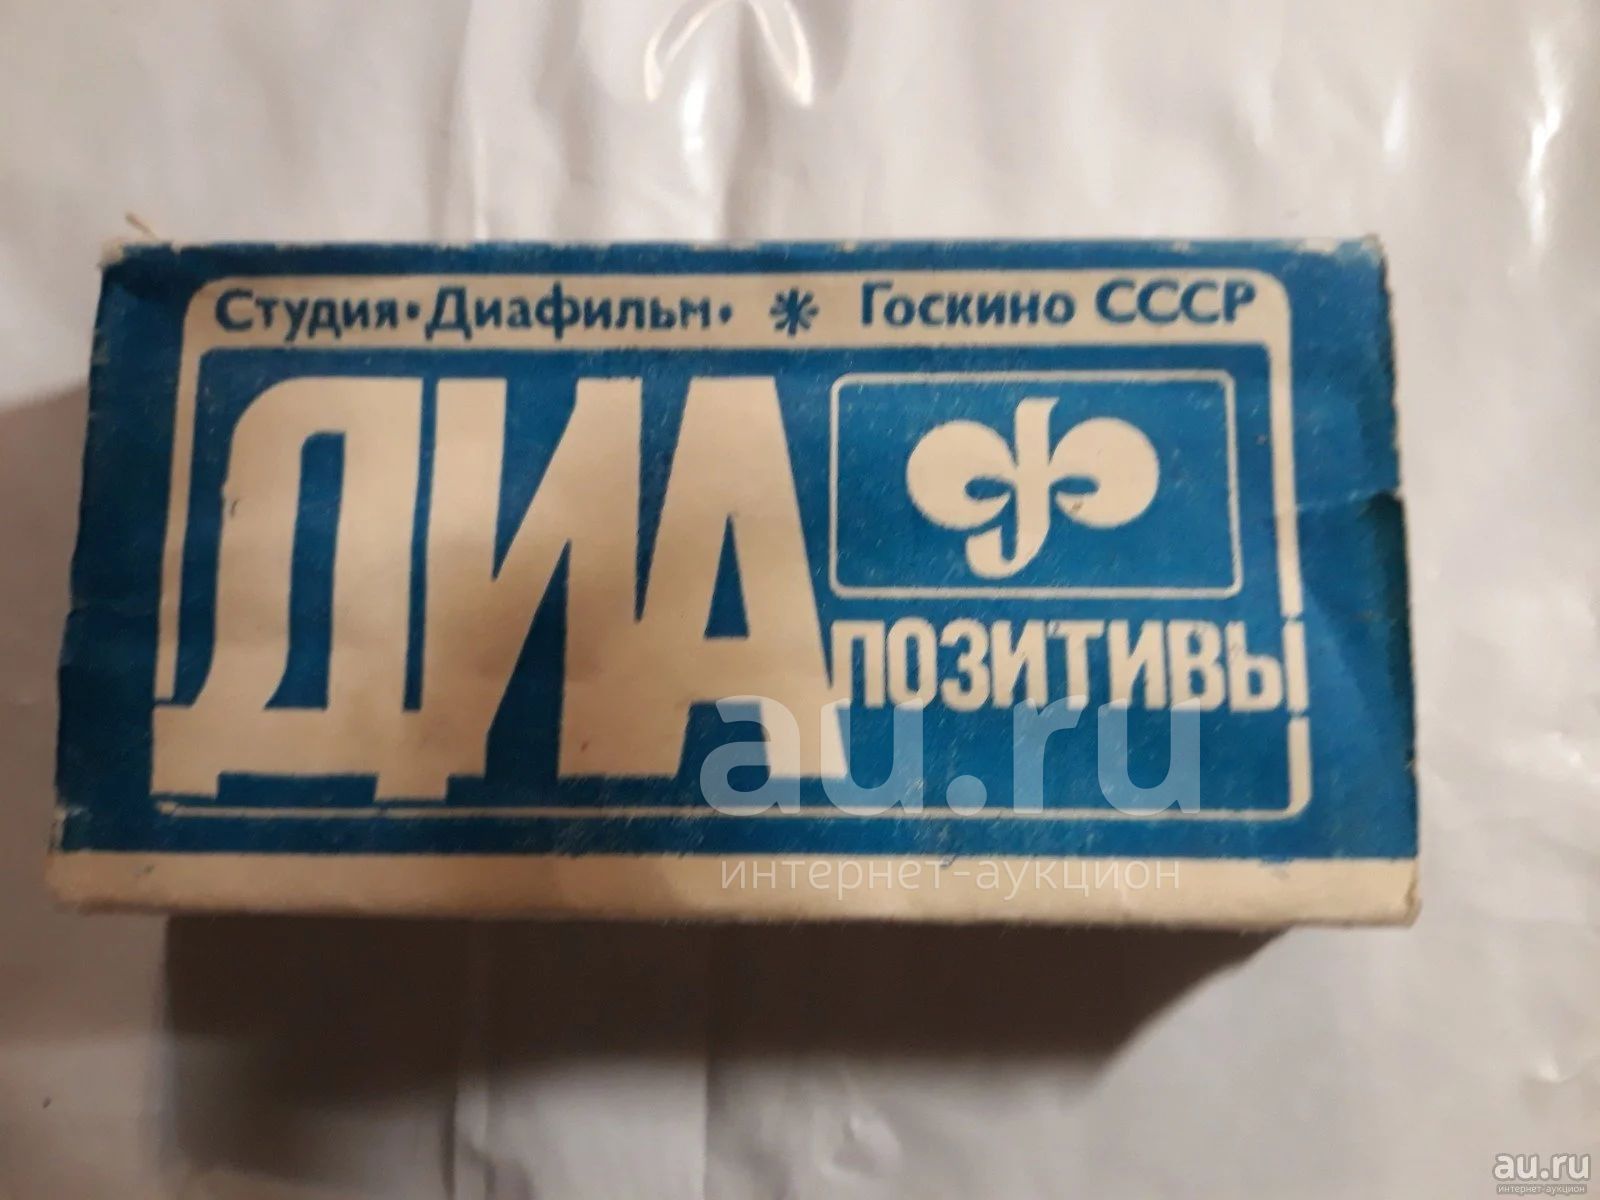 Студия•Диафильм• * Госкино СССР
ДИА
ПОЗИТИВЫ
au.ru
интернет-аукцион
au.ru
интернет-аукцион